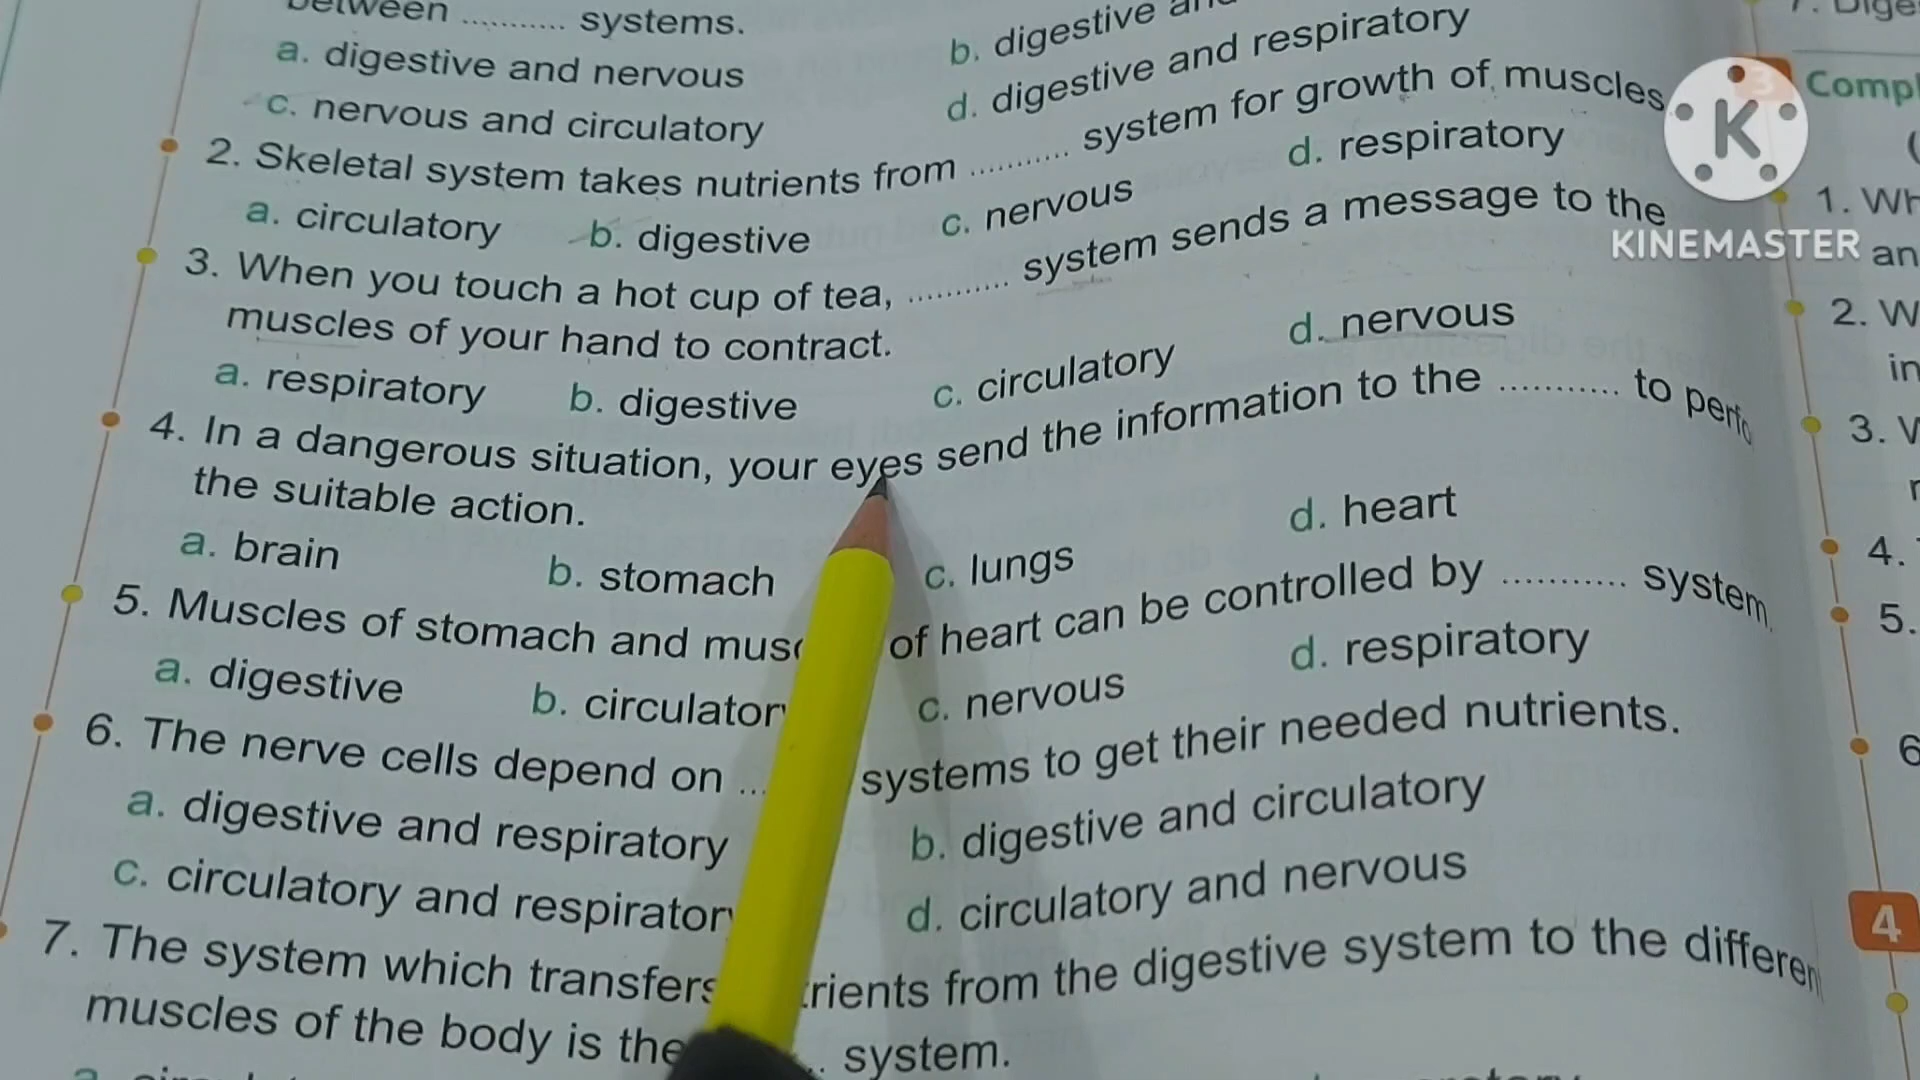 between ........... systems.
a. digestive and nervous
b. digestive
c. nervous and circulatory
d. digestive and respiratory
2. Skeletal system takes nutrients from ........... system for growth of muscles
a. circulatory b. digestive c. nervous d. respiratory
3. When you touch a hot cup of tea, ........... system sends a message to the
muscles of your hand to contract.
a. respiratory b. digestive c. circulatory d. nervous
4. In a dangerous situation, your eyes send the information to the ........... to perfo
the suitable action.
a. brain b. stomach c. lungs d. heart
5. Muscles of stomach and of heart can be controlled by ........... system.
a. digestive b. circulatory c. nervous d. respiratory
6. The nerve cells depend on ... systems to get their needed nutrients.
a. digestive and respiratory b. digestive and circulatory
c. circulatory and respiratory d. circulatory and nervous
7. The system which transfers from the digestive system to the different
muscles of the body is the .. system.
a.
3
Compl
1. Wh
an
2. W
in
3. W
4.
5.
6
4
K
KINEMASTER